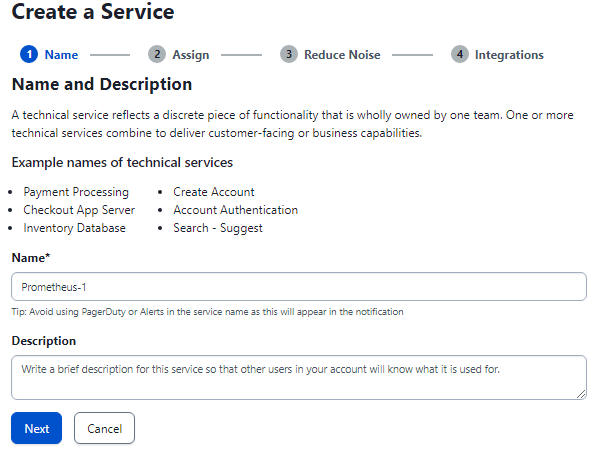 Create a Service
1 Name 2 Assign 3 Reduce Noise 4 Integrations
Name and Description
A technical service reflects a discrete piece of functionality that is wholly owned by one team. One or more
technical services combine to deliver customer-facing or business capabilities.
Example names of technical services
• Payment Processing • Create Account
• Checkout App Server • Account Authentication
• Inventory Database • Search - Suggest
Name*
Prometheus-1
Tip: Avoid using PagerDuty or Alerts in the service name as this will appear in the notification
Description
Write a brief description for this service so that other users in your account will know what it is used for.
Next Cancel